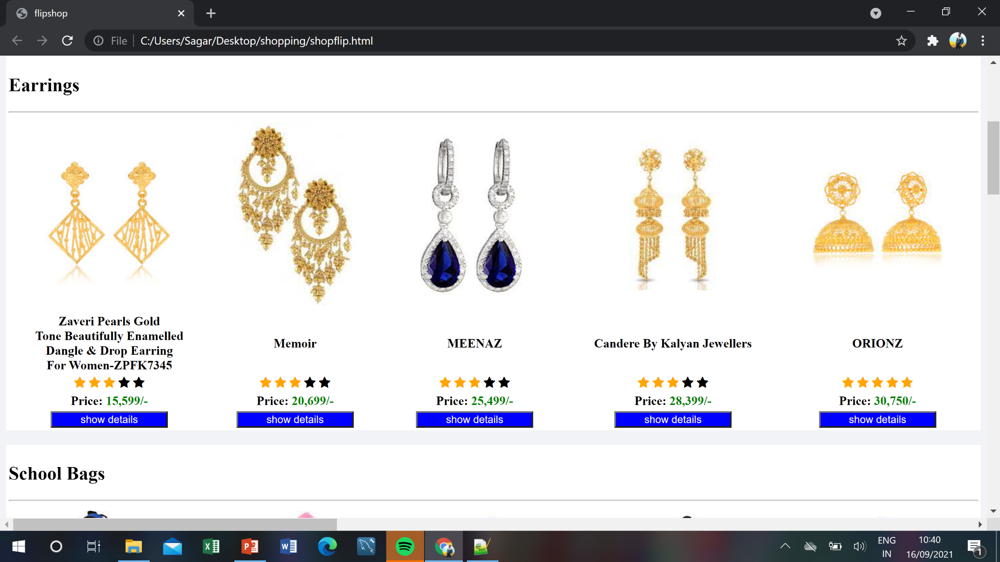 flipshop
File
C:/Users/Sagar/Desktop/shopping/shopflip.html
Earrings
Zaveri Pearls Gold
Tone Beautifully Enamelled
Dangle & Drop Earring
For Women-ZPFK7345
Price: 15,599/-
show details
Memoir
Price: 20,699/-
show details
MEENAZ
Price: 25,499/-
show details
Candere By Kalyan Jewellers
Price: 28,399/-
show details
ORIONZ
Price: 30,750/-
show details
School Bags
ENG
IN
10:40
16/09/2021
1